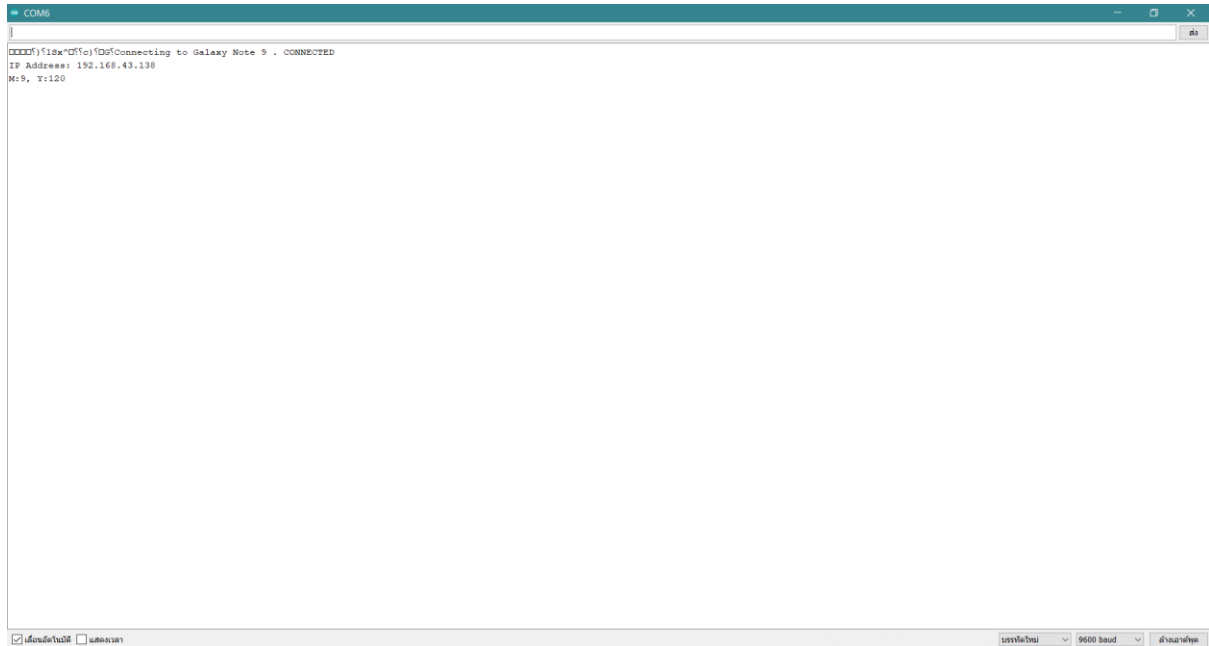 COM6
ส่ง
□□□□⸮)⸮18x^□⸮⸮c)⸮□G⸮Connecting to Galaxy Note 9 . CONNECTED
IP Address: 192.168.43.138
M:9, Y:120
เลื่อนอัตโนมัติ แสดงเวลา บรรทัดใหม่ 9600 baud ล้างเอาต์พุต